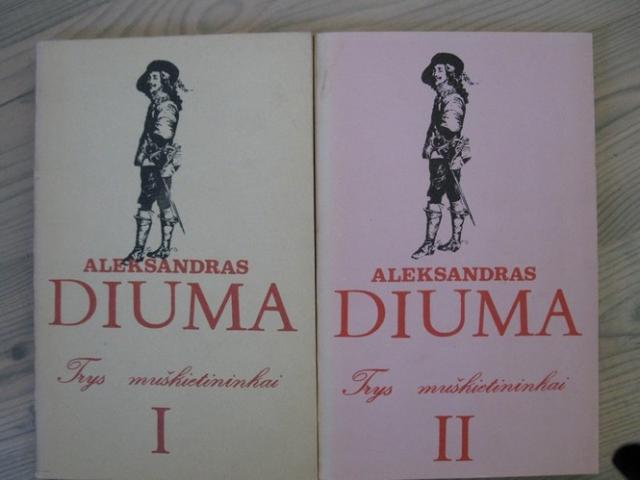 ALEKSANDRAS
DIUMA
Trys muškietininkai
I
ALEKSANDRAS
DIUMA
Trys muškietininkai
II